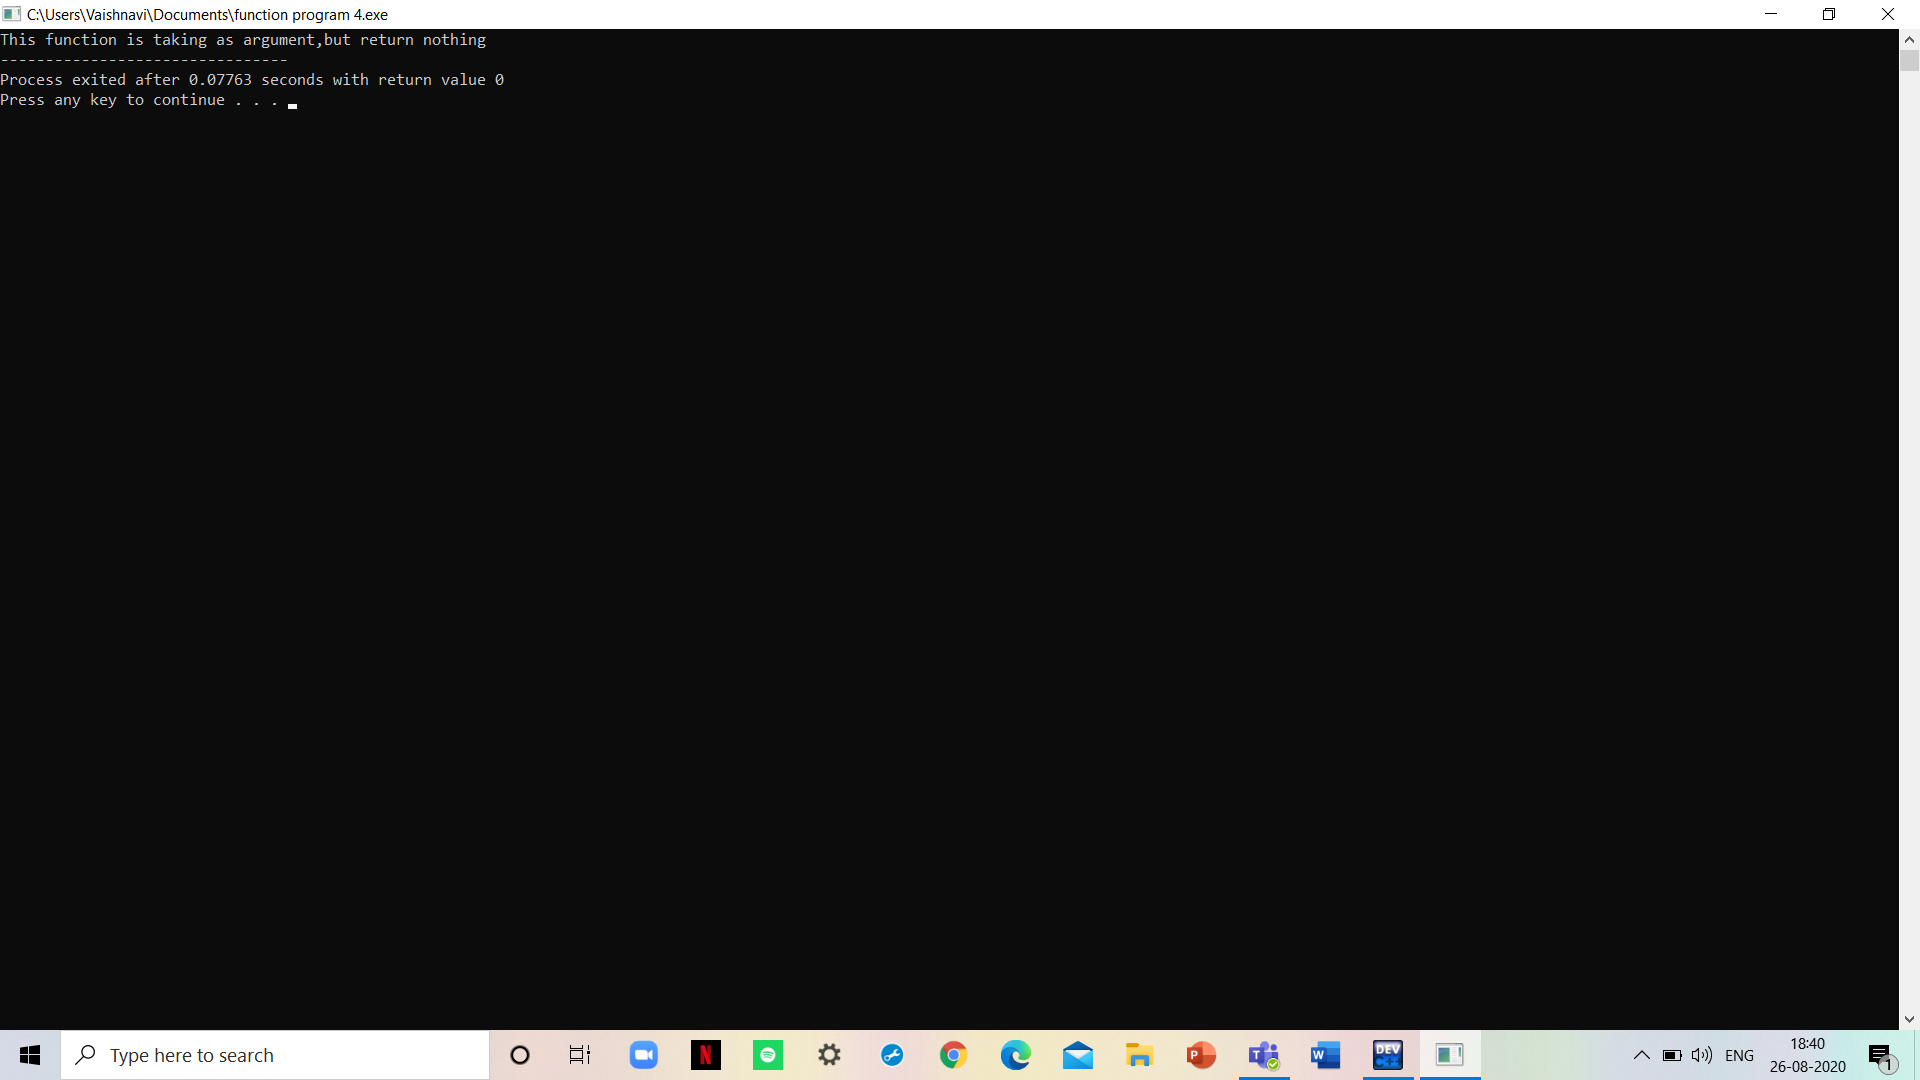 C:\Users\Vaishnavi\Documents\function program 4.exe
This function is taking as argument,but return nothing
--------------------------------
Process exited after 0.07763 seconds with return value 0
Press any key to continue . . .
Type here to search
N
P
T
W
DEV
C++
ENG
18:40
26-08-2020
1